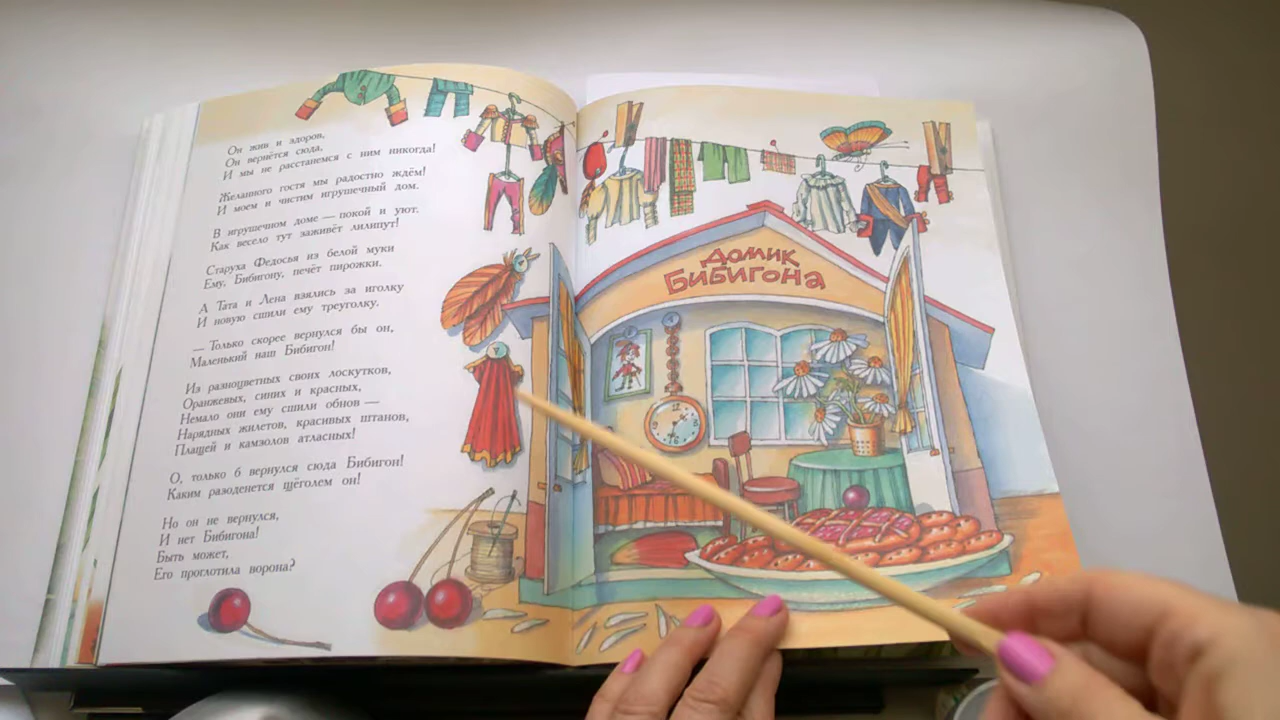 Он жив и здоров,
Он вернётся сюда,
И мы не расстанемся с ним никогда!
Желанного гостя мы радостно ждём!
И моем и чистим игрушечный дом.
В игрушечном доме — покой и уют.
Как весело тут заживёт лилипут!
Старуха Федосья из белой муки
Ему, Бибигону, печёт пирожки.
А Тата и Лена взялись за иголку
И новую сшили ему треуголку.
— Только скорее вернулся бы он,
Маленький наш Бибигон!
Из разноцветных своих лоскутков,
Оранжевых, синих и красных,
Немало они ему сшили обнов —
Нарядных жилетов, красивых штанов,
Плащей и камзолов атласных!
О, только б вернулся сюда Бибигон!
Каким разоденется щёголем он!
Но он не вернулся,
И нет Бибигона!
Быть может,
Его проглотила ворона?
ДОМИК
БИБИГОНА